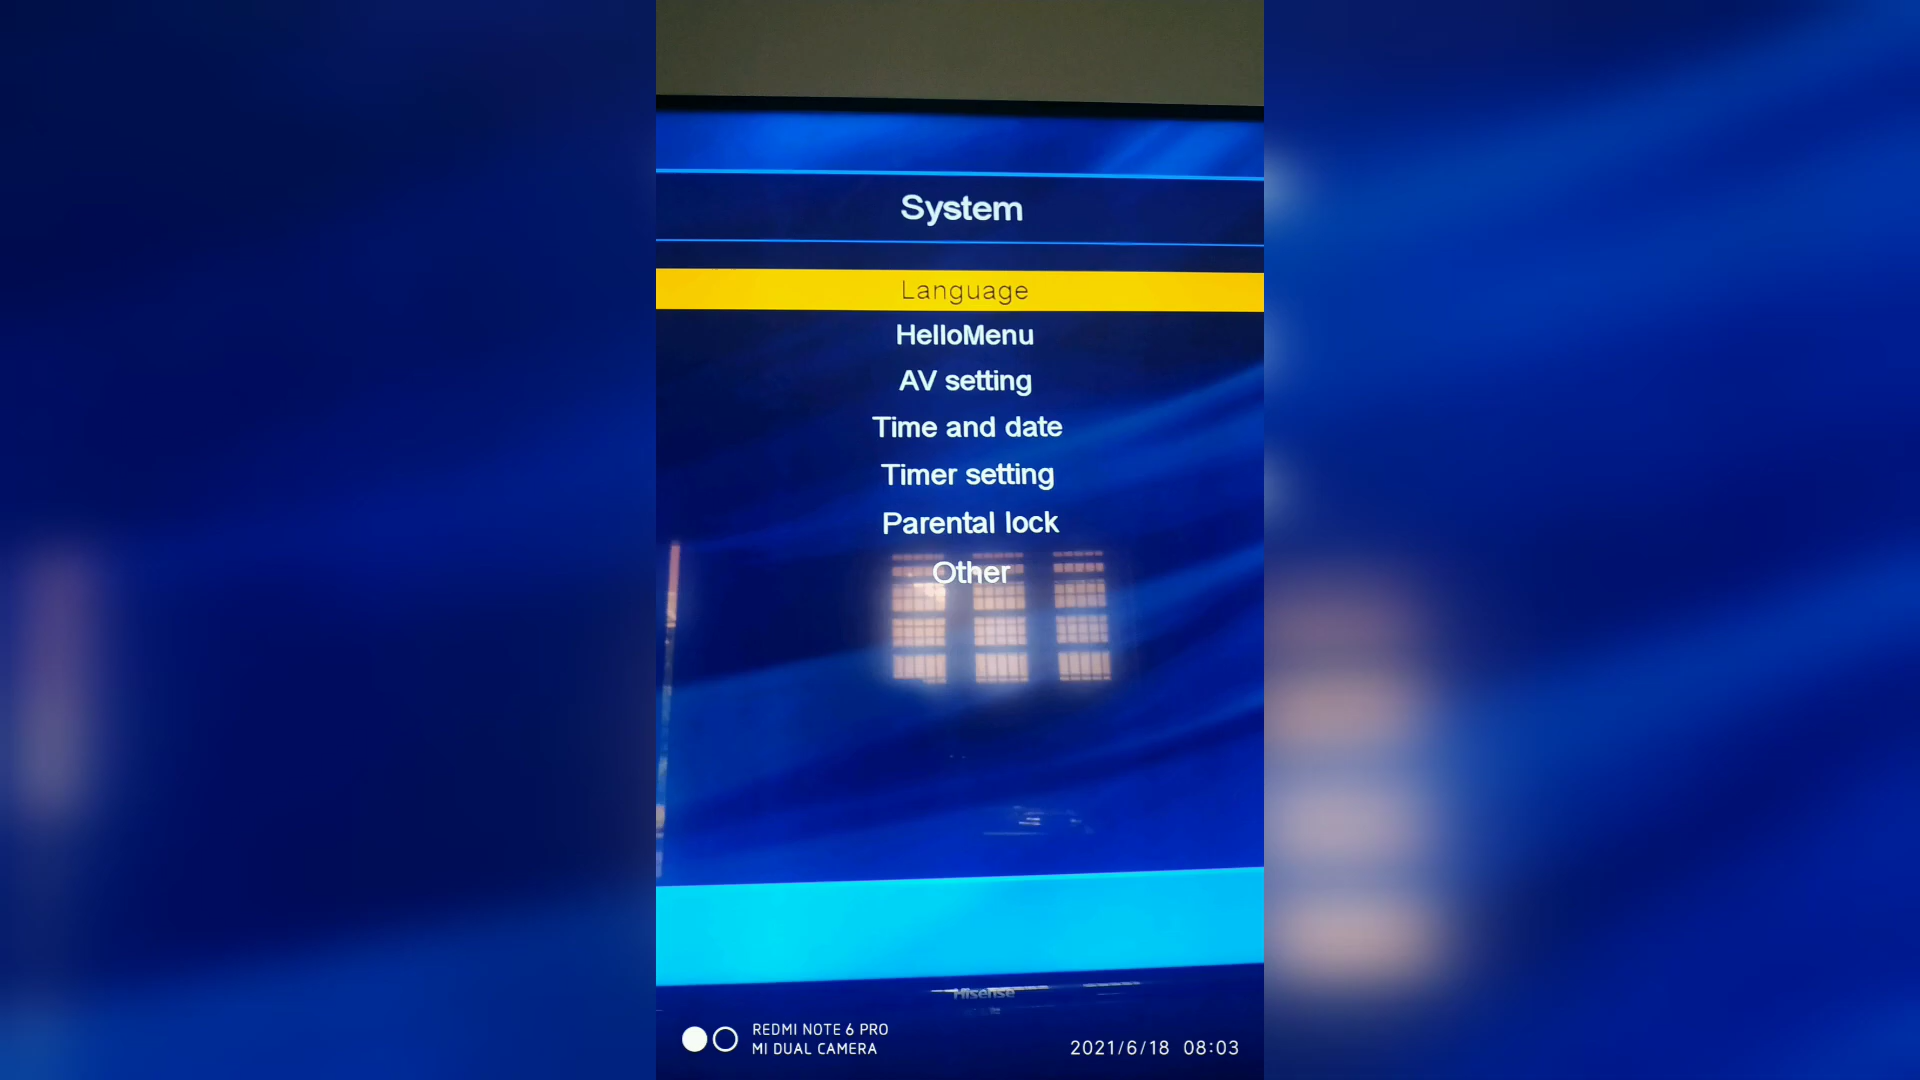 System
Language
HelloMenu
AV setting
Time and date
Timer setting
Parental lock
Other
Hisense
REDMI NOTE 6 PRO
MI DUAL CAMERA
2021/6/18 08:03